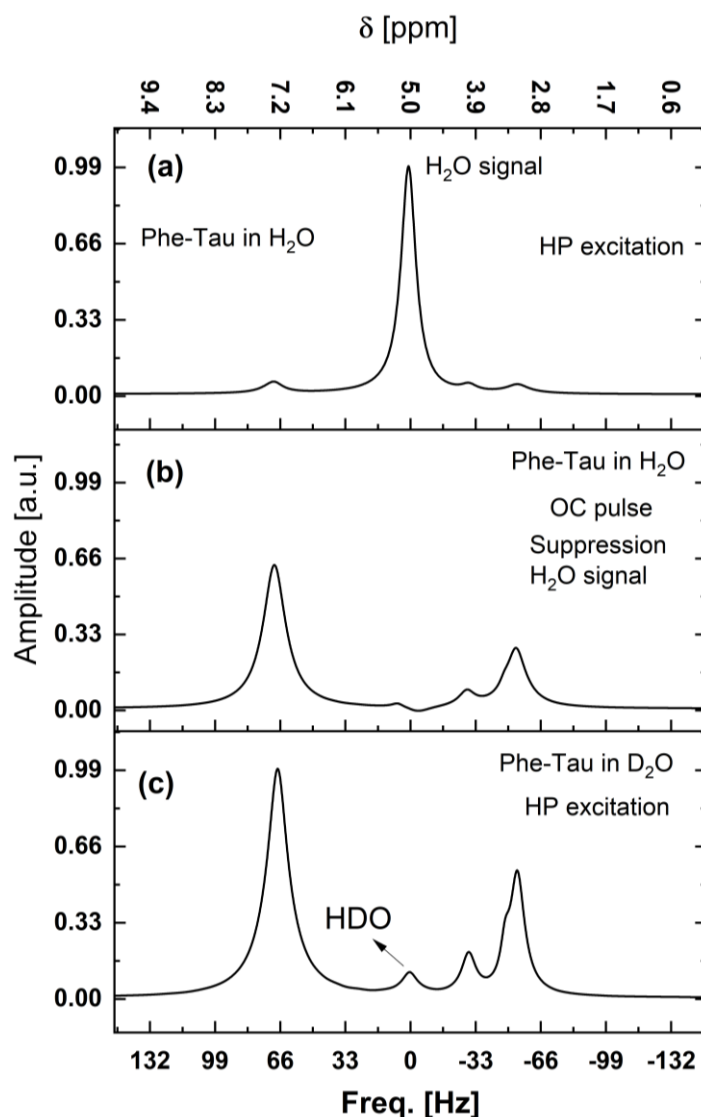 δ [ppm]
9.4 8.3 7.2 6.1 5.0 3.9 2.8 1.7 0.6
(a)
H₂O signal
Phe-Tau in H₂O
HP excitation
0.99
0.66
0.33
0.00
(b)
Phe-Tau in H₂O
OC pulse
Suppression
H₂O signal
0.99
0.66
0.33
0.00
Amplitude [a.u.]
(c)
Phe-Tau in D₂O
HP excitation
HDO
0.99
0.66
0.33
0.00
132 99 66 33 0 -33 -66 -99 -132
Freq. [Hz]